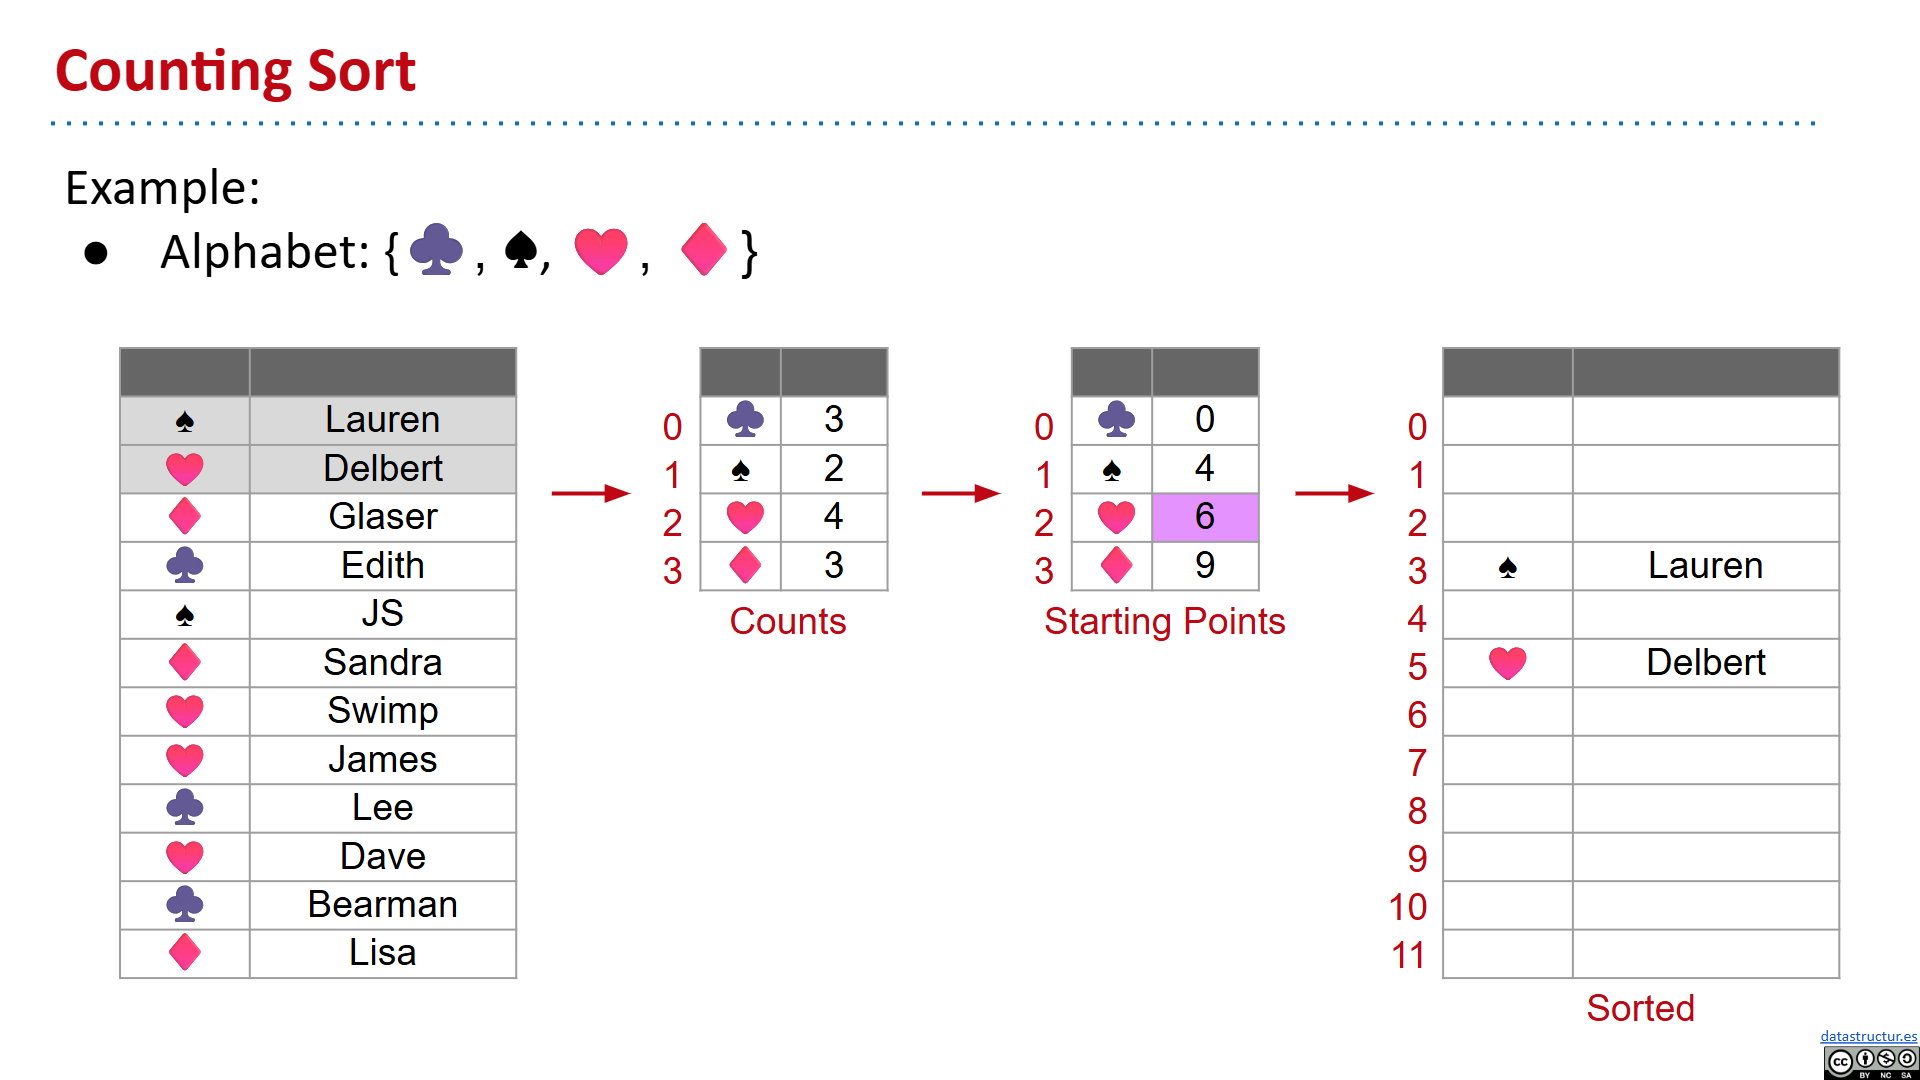 Counting Sort
Example:
● Alphabet: {♣, ♠, ♥, ♦}
♠ Lauren
♥ Delbert
♦ Glaser
♣ Edith
♠ JS
♦ Sandra
♥ Swimp
♥ James
♣ Lee
♥ Dave
♣ Bearman
♦ Lisa
0 ♣ 3
1 ♠ 2
2 ♥ 4
3 ♦ 3
Counts
0 ♣ 0
1 ♠ 4
2 ♥ 6
3 ♦ 9
Starting Points
0
1
2
3 ♠ Lauren
4
5 ♥ Delbert
6
7
8
9
10
11
Sorted
datastructur.es
cc BY NC SA